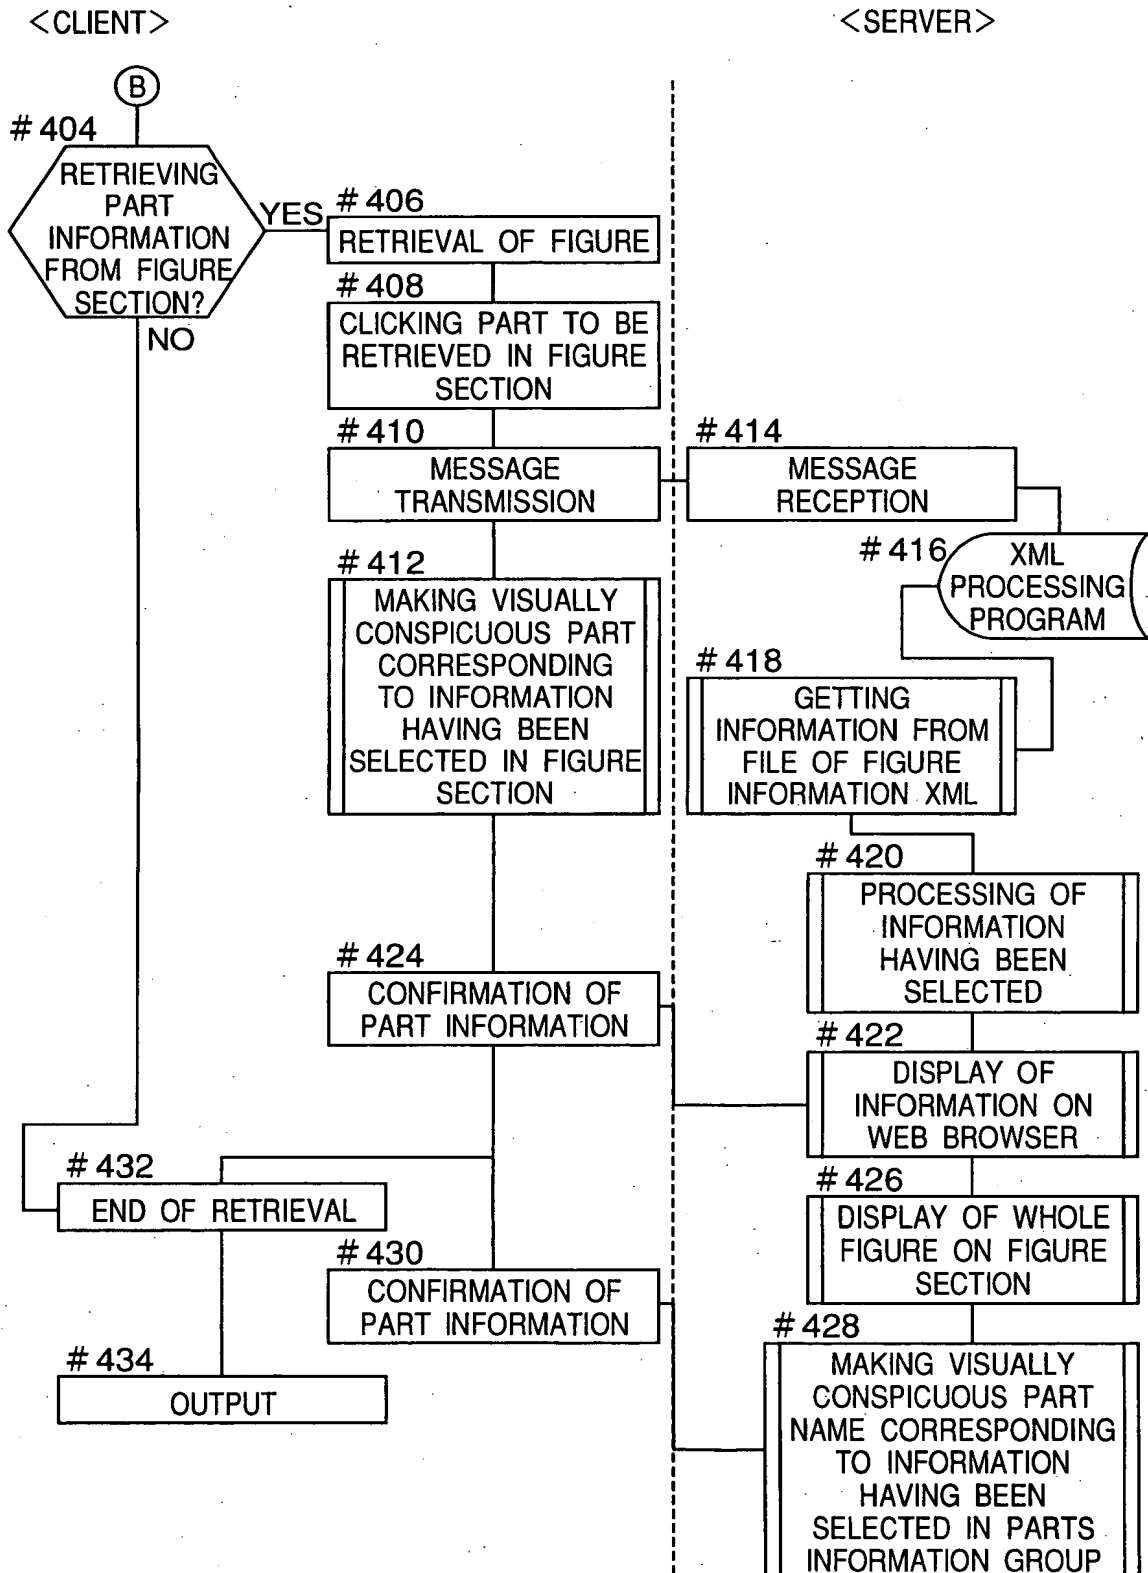 <CLIENT>
<SERVER>
B
#404
RETRIEVING
PART
INFORMATION
FROM FIGURE
SECTION?
YES
NO
#406
RETRIEVAL OF FIGURE
#408
CLICKING PART TO BE
RETRIEVED IN FIGURE
SECTION
#410
MESSAGE
TRANSMISSION
#414
MESSAGE
RECEPTION
#416
XML
PROCESSING
PROGRAM
#412
MAKING VISUALLY
CONSPICUOUS PART
CORRESPONDING
TO INFORMATION
HAVING BEEN
SELECTED IN FIGURE
SECTION
#418
GETTING
INFORMATION FROM
FILE OF FIGURE
INFORMATION XML
#420
PROCESSING OF
INFORMATION
HAVING BEEN
SELECTED
#424
CONFIRMATION OF
PART INFORMATION
#422
DISPLAY OF
INFORMATION ON
WEB BROWSER
#432
END OF RETRIEVAL
#426
DISPLAY OF WHOLE
FIGURE ON FIGURE
SECTION
#430
CONFIRMATION OF
PART INFORMATION
#434
OUTPUT
#428
MAKING VISUALLY
CONSPICUOUS PART
NAME CORRESPONDING
TO INFORMATION
HAVING BEEN
SELECTED IN PARTS
INFORMATION GROUP